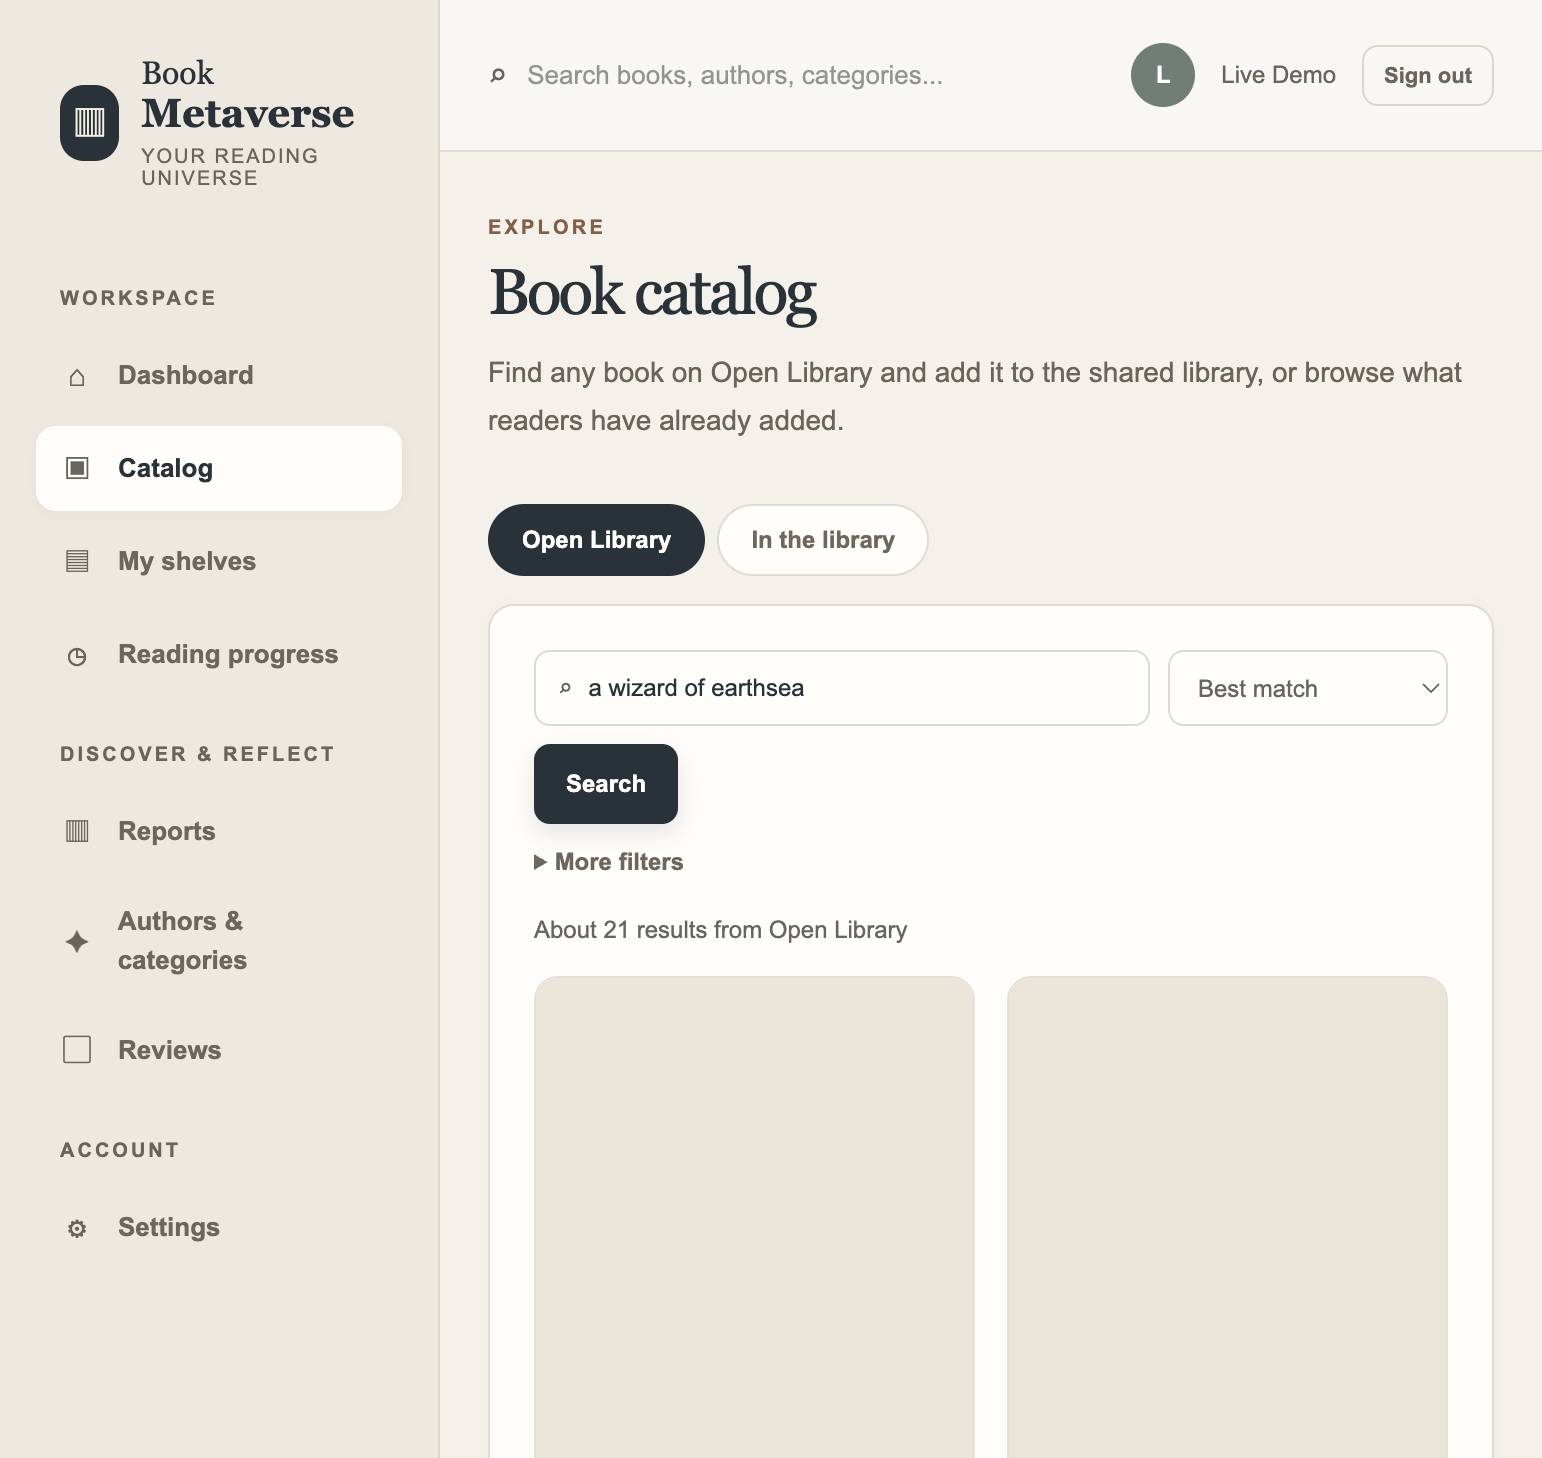 Book
Metaverse
YOUR READING
UNIVERSE
WORKSPACE
Dashboard
Catalog
My shelves
Reading progress
DISCOVER & REFLECT
Reports
Authors &
categories
Reviews
ACCOUNT
Settings
Search books, authors, categories...
L
Live Demo
Sign out
EXPLORE
Book catalog
Find any book on Open Library and add it to the shared library, or browse what
readers have already added.
Open Library
In the library
a wizard of earthsea
Best match
Search
More filters
About 21 results from Open Library